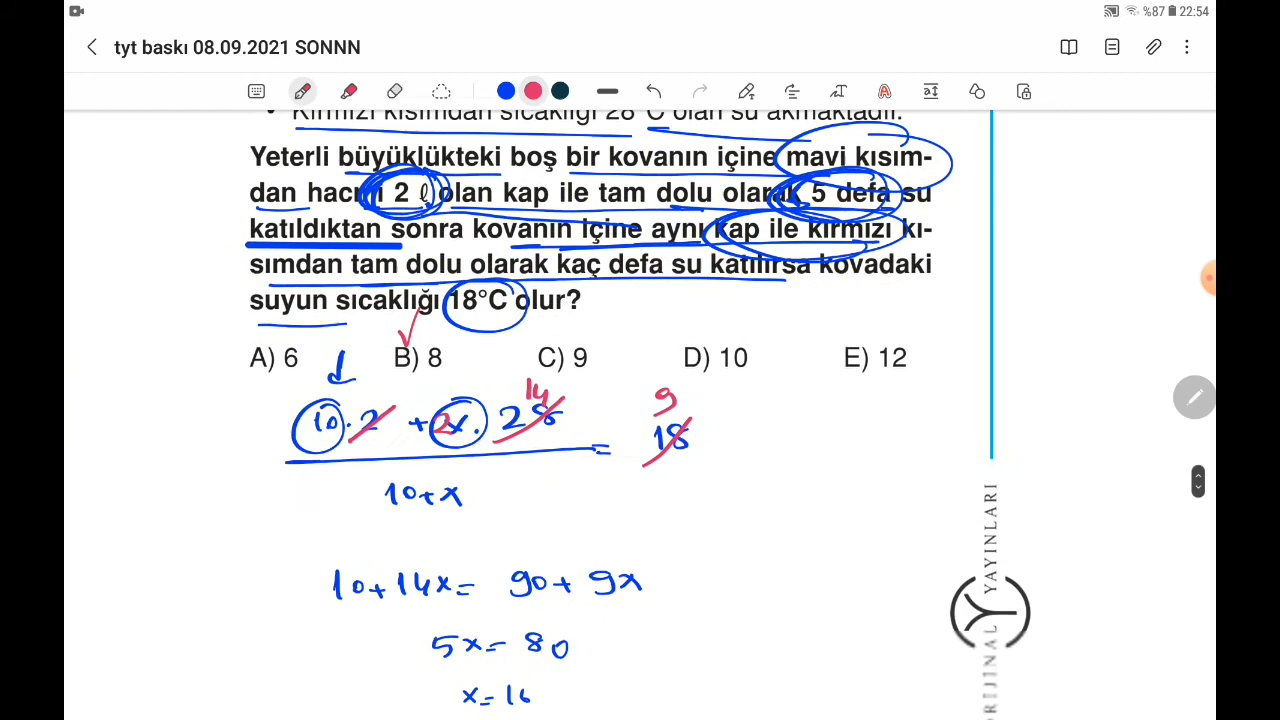 %87 22:54
tyt baskı 08.09.2021 SONNN
• Kırmızı kısımdan sıcaklığı 28 °C olan su akmaktadır.
Yeterli büyüklükteki boş bir kovanın içine mavi kısım-
dan hacmi 2 ℓ olan kap ile tam dolu olarak 5 defa su
katıldıktan sonra kovanın içine aynı kap ile kırmızı kı-
sımdan tam dolu olarak kaç defa su katılırsa kovadaki
suyun sıcaklığı 18°C olur?
A) 6 B) 8 C) 9 D) 10 E) 12
14 9
10 . 2 + x . 28 = 18
10 + x
10 + 14x = 90 + 9x
5x = 80
x = 16
ORİJİNAL YAYINLARI